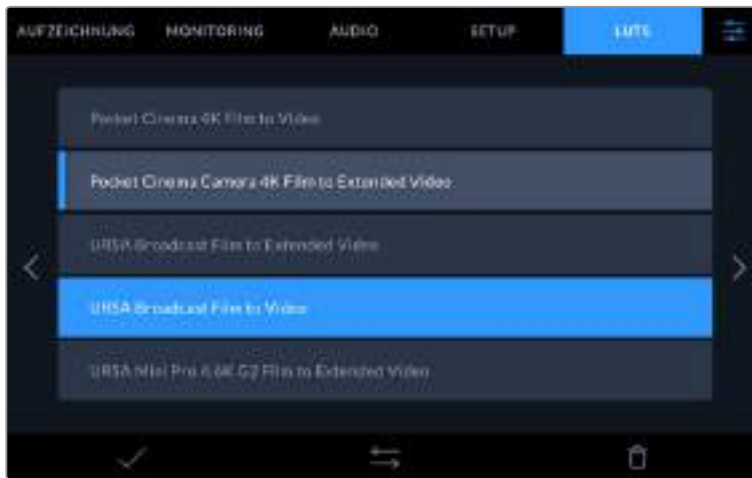 AUFZEICHNUNG MONITORING AUDIO SETUP LUTS
Pocket Cinema 4K Film to Video
Pocket Cinema Camera 4K Film to Extended Video
URSA Broadcast Film to Extended Video
URSA Broadcast Film to Video
URSA Mini Pro 4.6K G2 Film to Extended Video